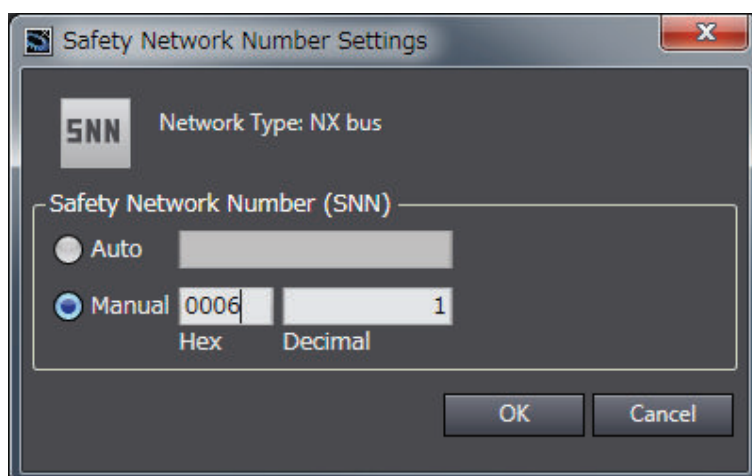 Safety Network Number Settings
SNN
Network Type: NX bus
Safety Network Number (SNN)
Auto
Manual 0006 1
Hex Decimal
OK Cancel